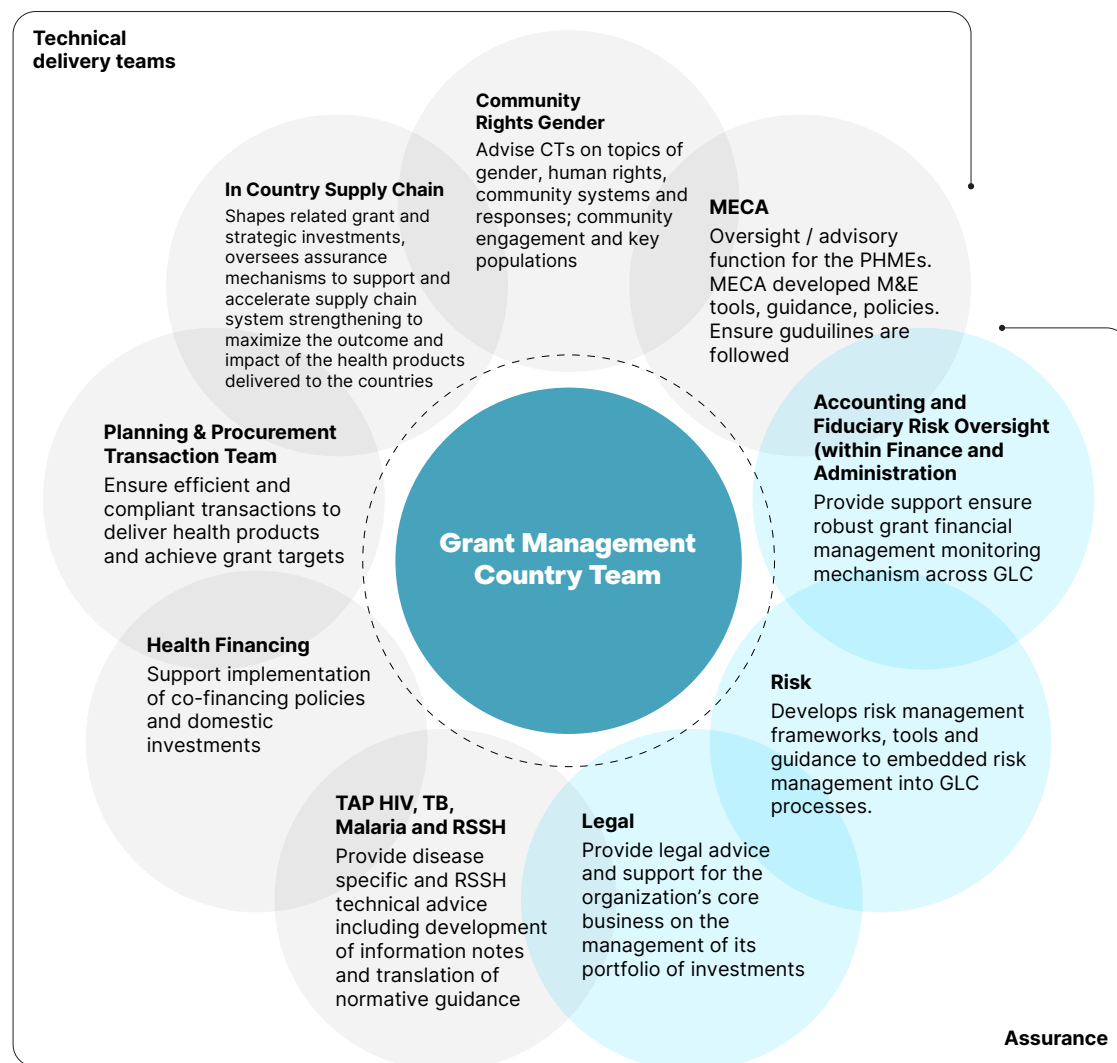 Technical
delivery teams
Community
Rights Gender
Advise CTs on topics of
gender, human rights,
community systems and
responses; community
engagement and key
populations
In Country Supply Chain
Shapes related grant and
strategic investments,
oversees assurance
mechanisms to support and
accelerate supply chain
system strengthening to
maximize the outcome and
impact of the health products
delivered to the countries
MECA
Oversight / advisory
function for the PHMEs.
MECA developed M&E
tools, guidance, policies.
Ensure guduilines are
followed
Planning & Procurement
Transaction Team
Ensure efficient and
compliant transactions to
deliver health products
and achieve grant targets
Accounting and
Fiduciary Risk Oversight
(within Finance and
Administration
Provide support ensure
robust grant financial
management monitoring
mechanism across GLC
Grant Management
Country Team
Health Financing
Support implementation
of co-financing policies
and domestic
investments
Risk
Develops risk management
frameworks, tools and
guidance to embedded risk
management into GLC
processes.
TAP HIV, TB,
Malaria and RSSH
Provide disease
specific and RSSH
technical advice
including development
of information notes
and translation of
normative guidance
Legal
Provide legal advice
and support for the
organization’s core
business on the
management of its
portfolio of investments
Assurance